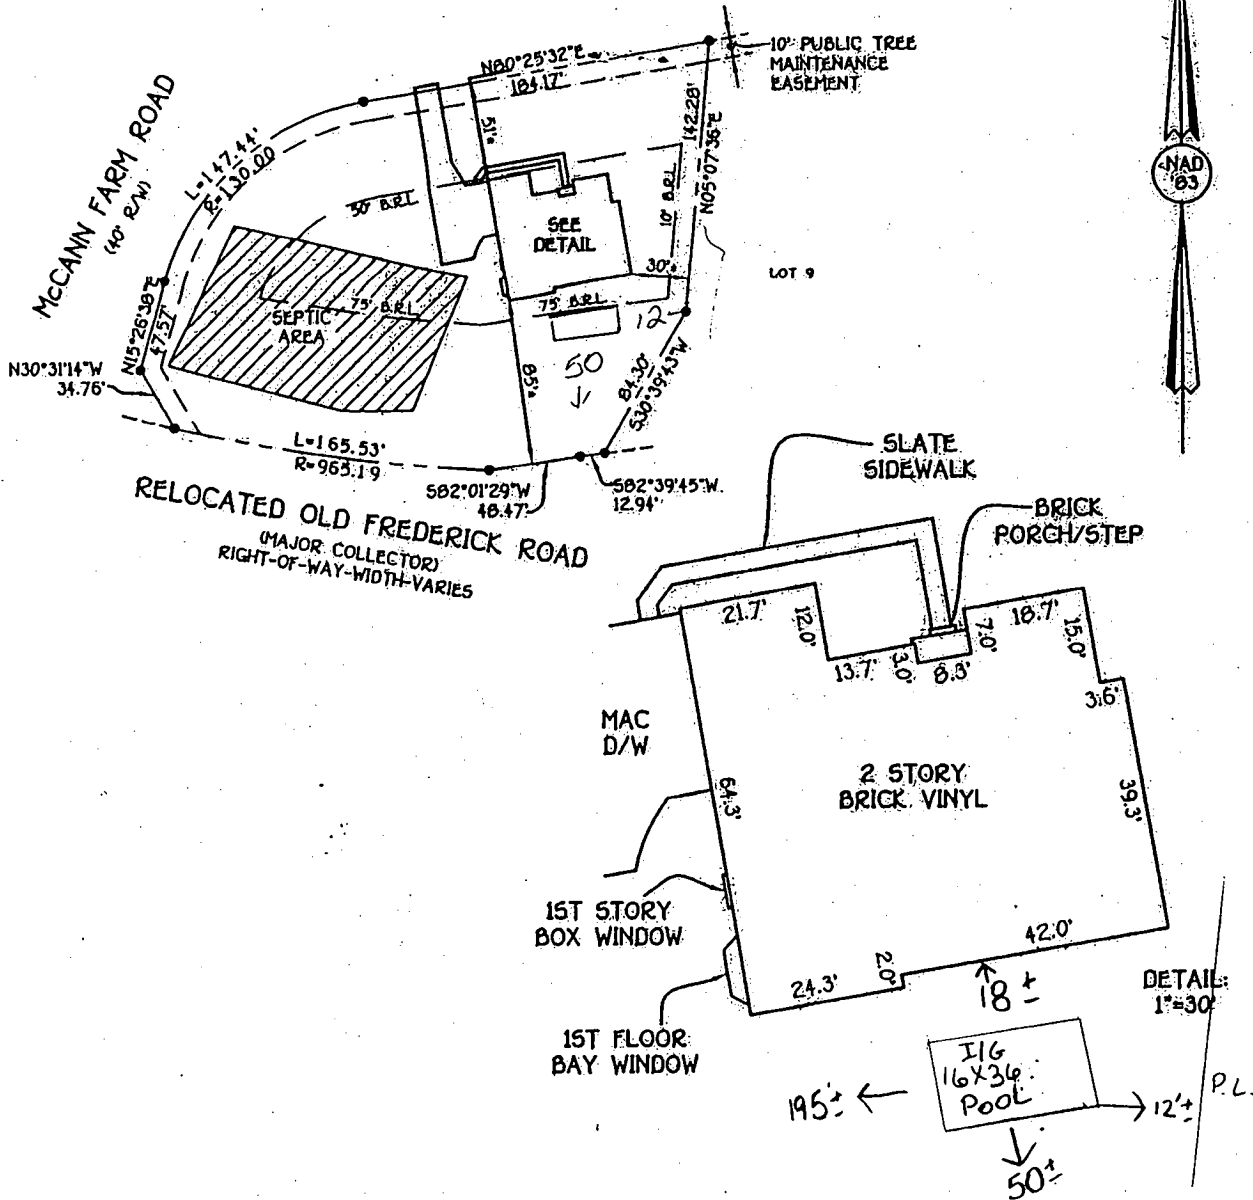 N80°25'32"E
184.17'
10' PUBLIC TREE
MAINTENANCE
EASEMENT
McCANN FARM ROAD
(40' R/W)
L=147.44'
R=130.00
51'±
142.28'
N05°07'36"E
NAD
'83
50' B.R.L.
10' B.R.L.
SEE
DETAIL
30'±
LOT 9
N15°26'38"E
47.57'
SEPTIC
AREA
75' B.R.L.
75' B.R.L.
12
N30°31'14"W
34.76'
85'±
50
84.30'
S30°39'43"W
L=165.53'
R=965.19
S82°01'29"W
48.47'
S82°39'45"W
12.94'
RELOCATED OLD FREDERICK ROAD
(MAJOR COLLECTOR)
RIGHT-OF-WAY-WIDTH-VARIES
SLATE
SIDEWALK
BRICK
PORCH/STEP
21.7'
12.0'
13.7'
3.0'
8.3'
7.0'
18.7'
15.0'
3.6'
MAC
D/W
64.3'
2 STORY
BRICK VINYL
39.3'
1ST STORY
BOX WINDOW
42.0'
24.3'
2.0'
18 ±
DETAIL:
1"=30'
1ST FLOOR
BAY WINDOW
I/G
16X36
POOL
195'±
12'±
P.L.
50±